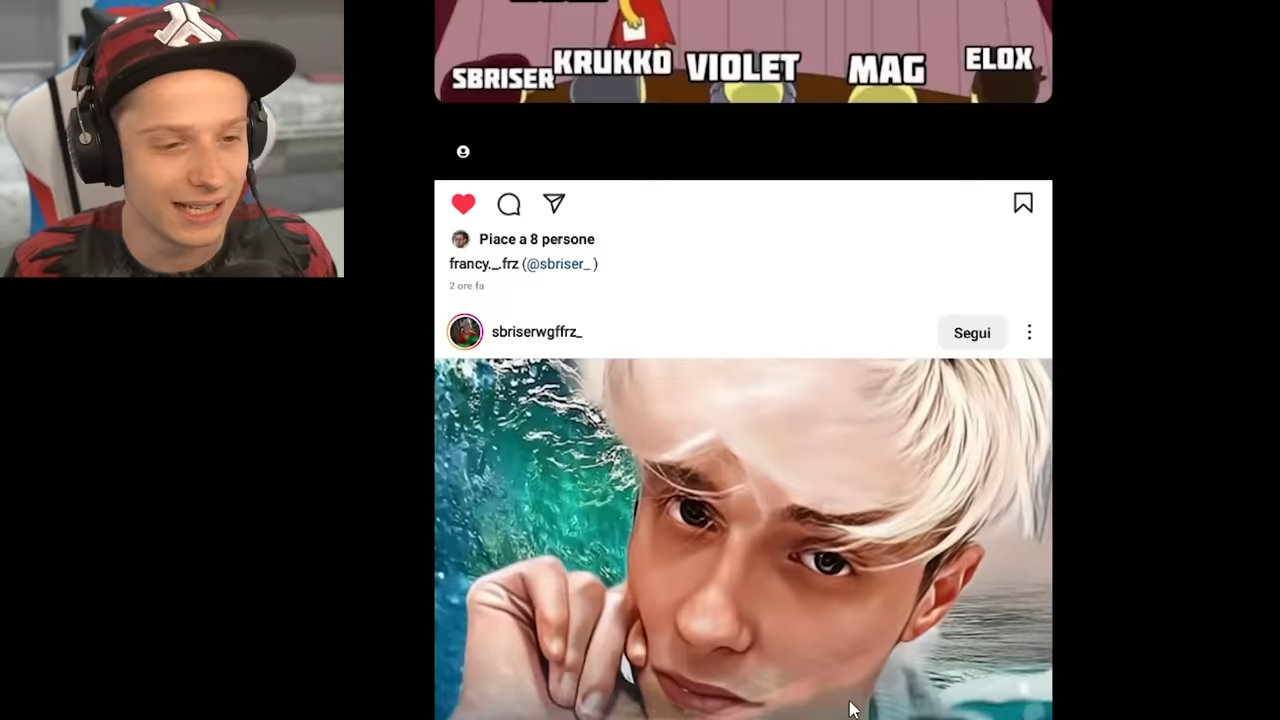 SBRISER KRUKKO VIOLET MAG ELOX
Piace a 8 persone
francy._.frz (@sbriser_ )
2 ore fa
sbriserwgffrz_
Segui